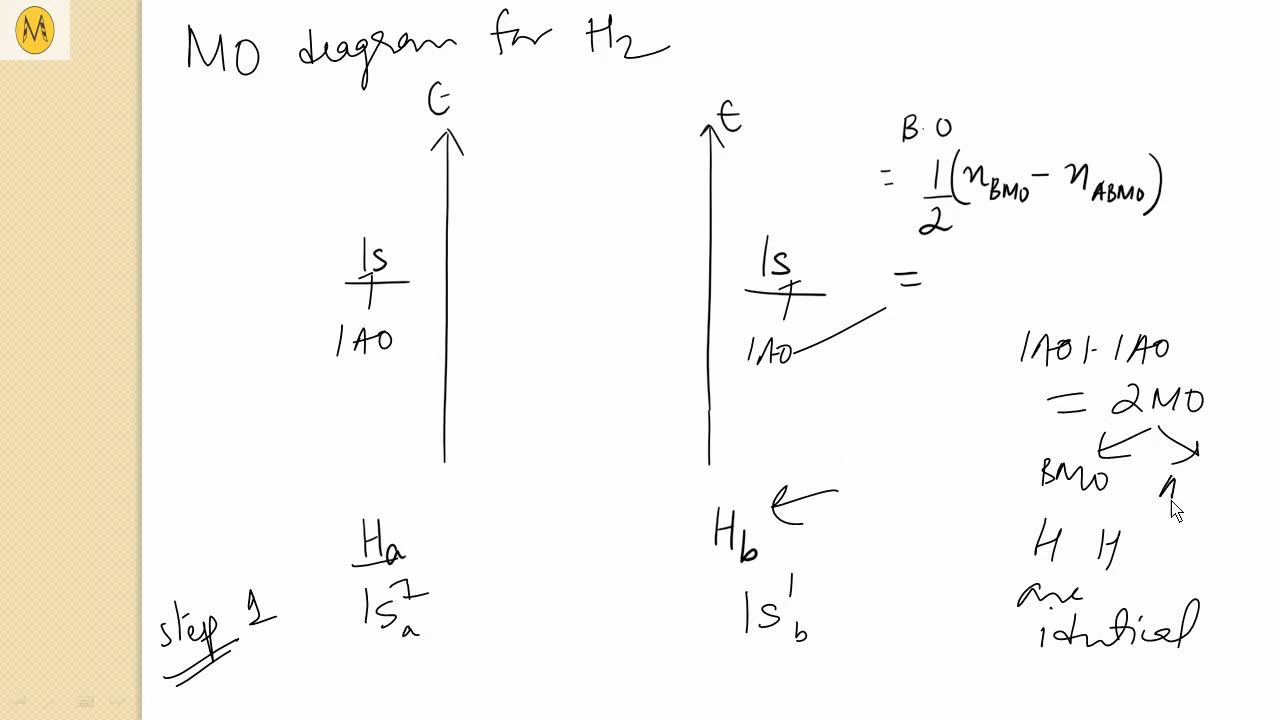 M
MO diagram for H2
E
E
B.O
= 1/2 (nBMO - nABMO)
1s
1s
=
1AO
1AO
1AO + 1AO
= 2MO
BMO A
Ha
Hb
H H
are
identical
1s¹a
1s¹b
step 1